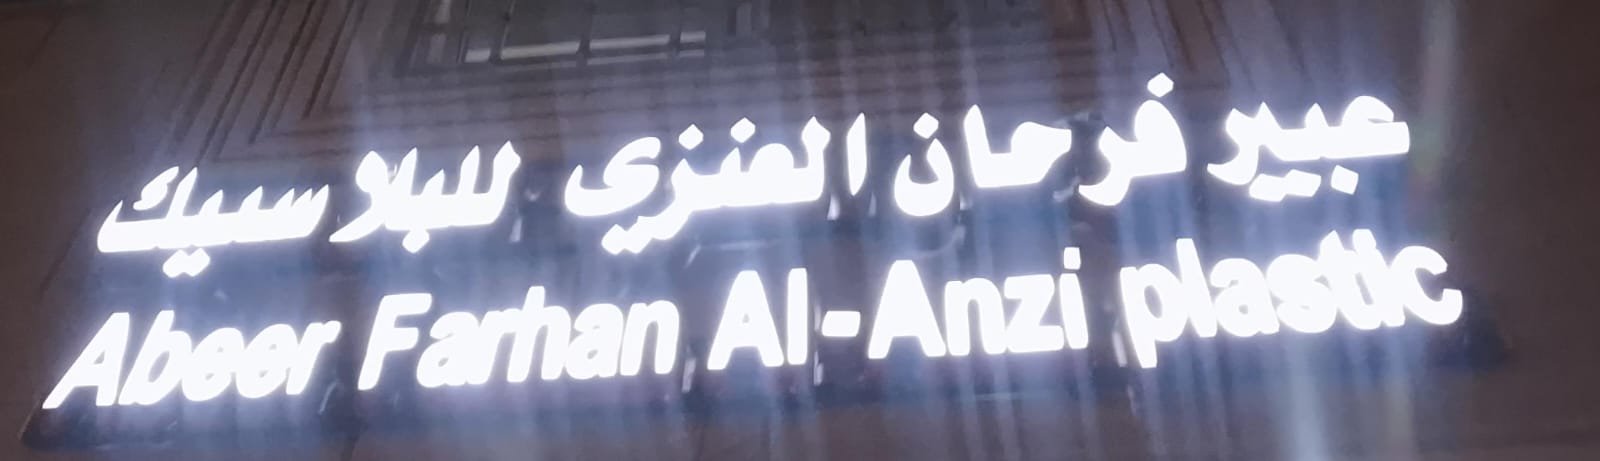 عبير فرحان العنزي للبلاستيك
Abeer Farhan Al-Anzi plastic